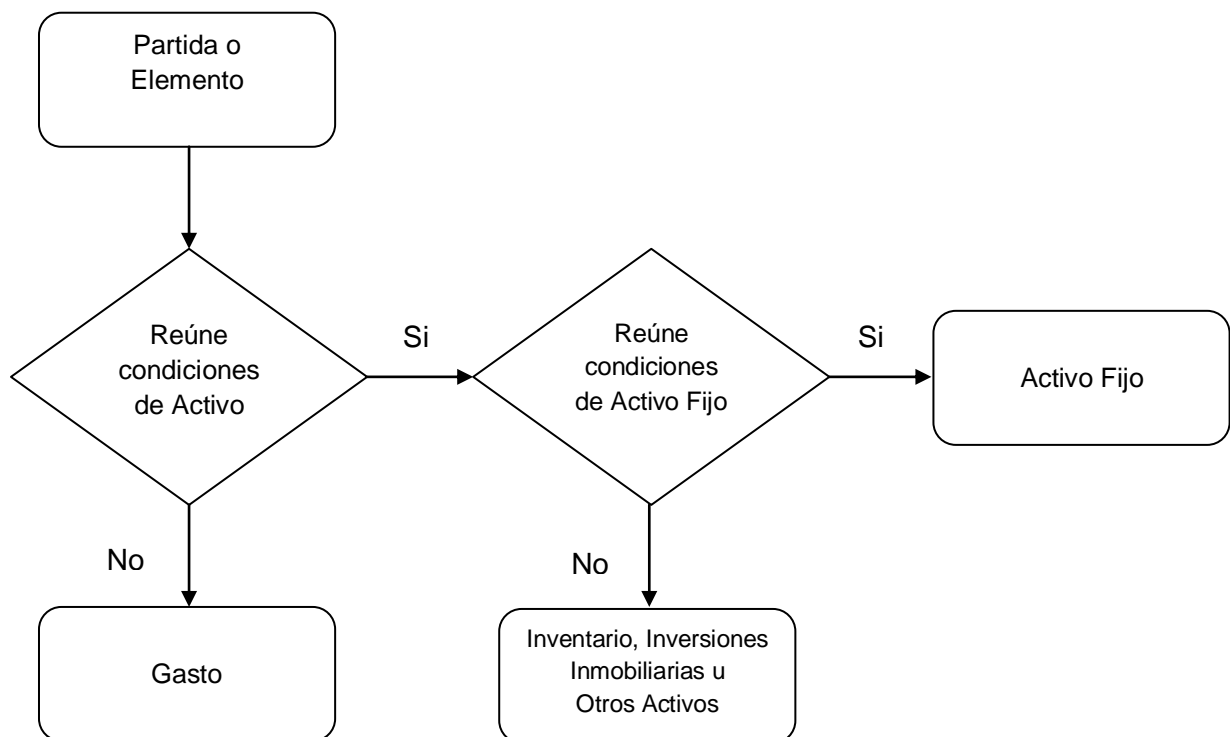 Partida o
Elemento
Reúne
condiciones
de Activo
Si
Reúne
condiciones
de Activo Fijo
Si
Activo Fijo
No
Gasto
No
Inventario, Inversiones
Inmobiliarias u
Otros Activos